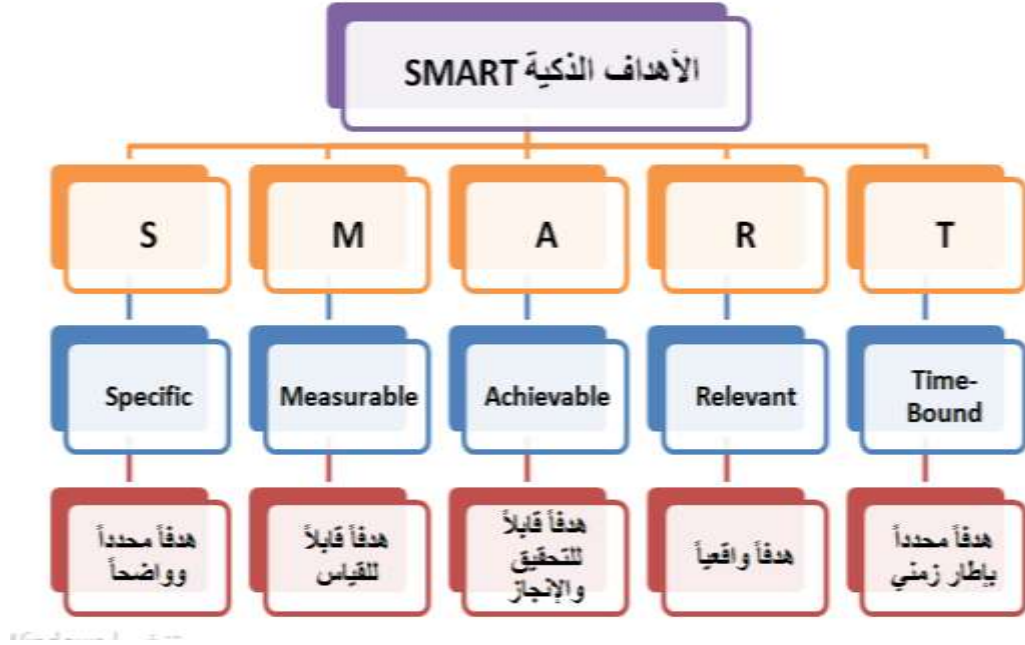 الأهداف الذكية SMART
S
M
A
R
T
Specific
Measurable
Achievable
Relevant
Time-
Bound
هدفاً محدداً
وواضحاً
هدفاً قابلاً
للقياس
هدفاً قابلاً
للتحقيق
والإنجاز
هدفاً واقعياً
هدفاً محدداً
بإطار زمني